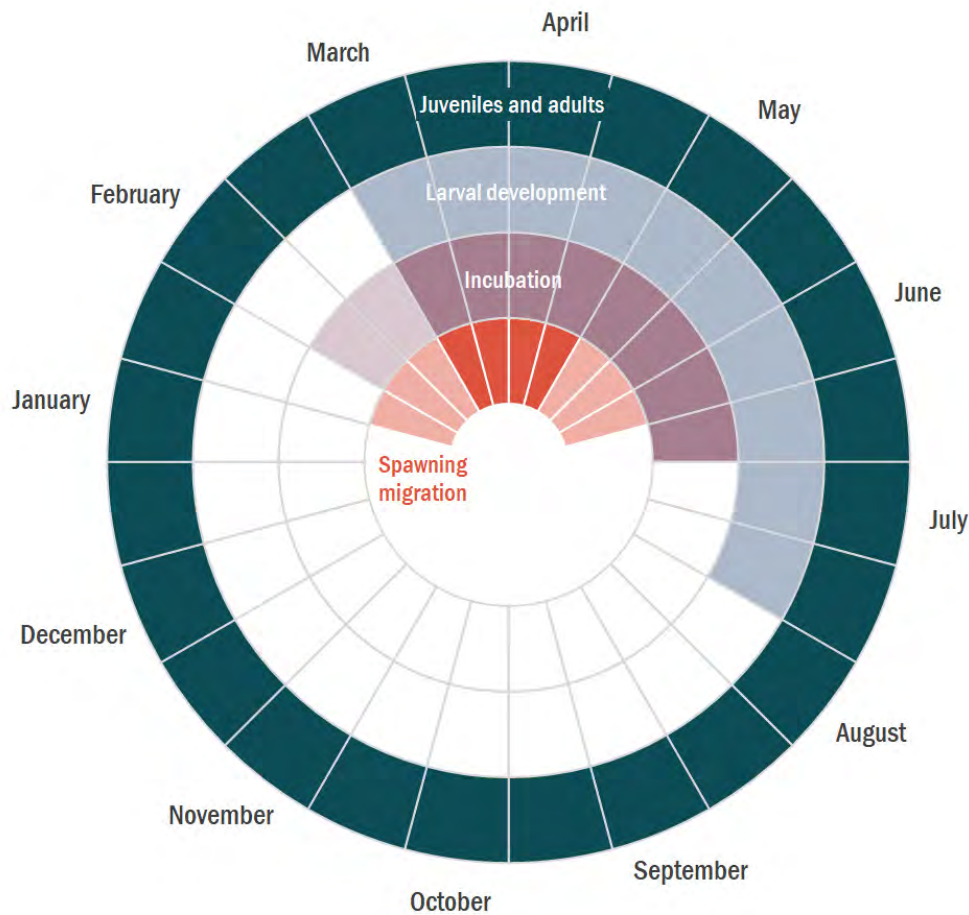 April
March
Juveniles and adults
May
Larval development
February
Incubation
June
January
Spawning
migration
July
December
August
November
September
October